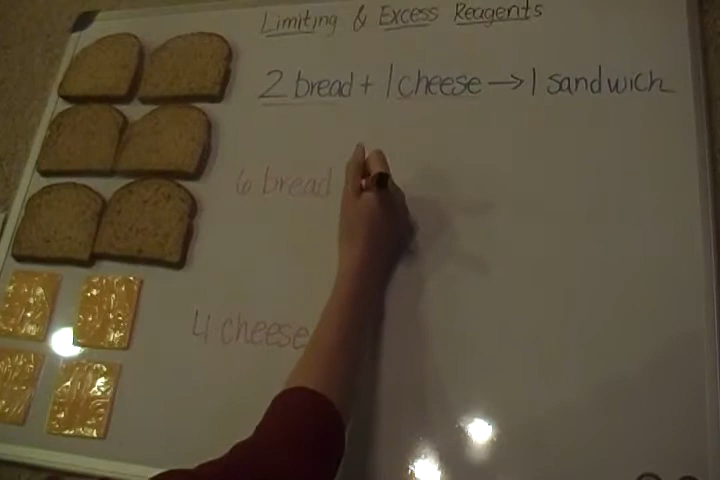 Limiting & Excess Reagents
2 bread + 1 cheese → 1 sandwich
6 bread
4 cheese